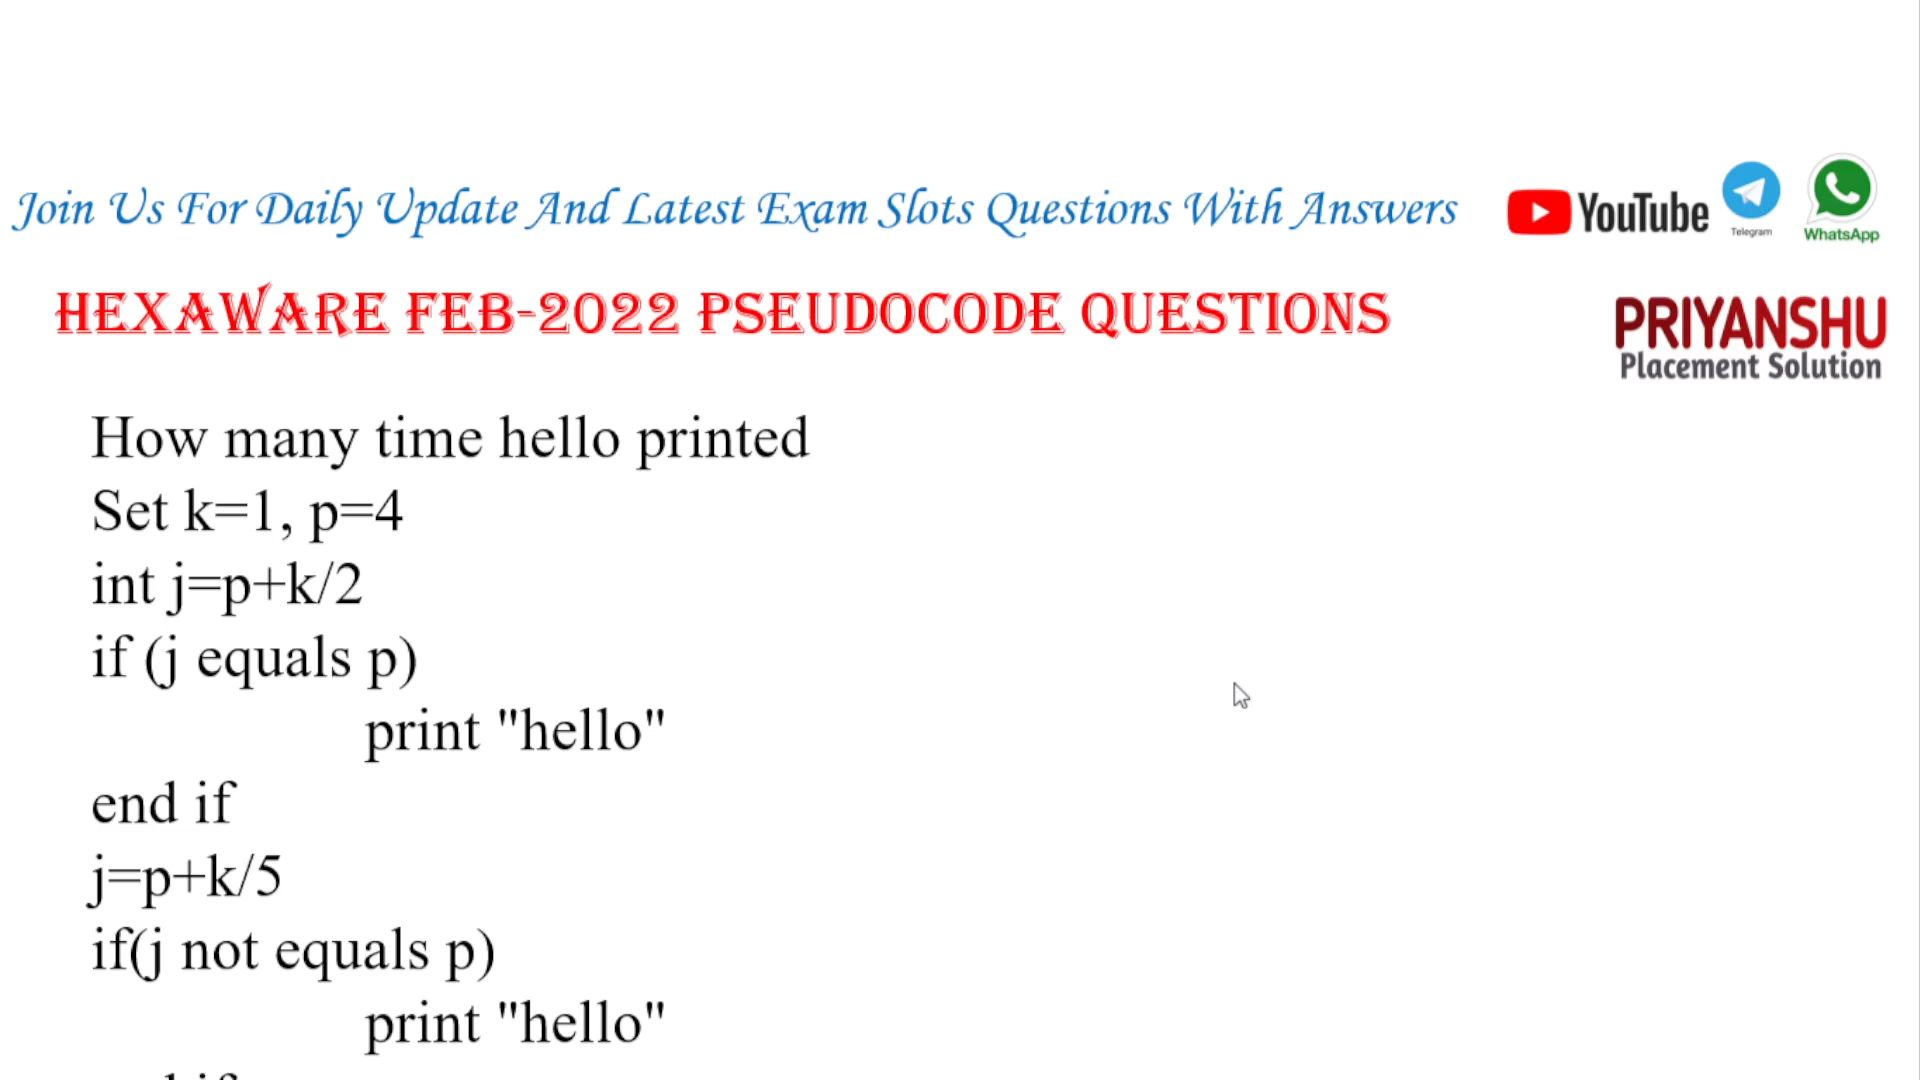 Join Us For Daily Update And Latest Exam Slots Questions With Answers
YouTube
Telegram
WhatsApp
HEXAWARE FEB-2022 PSEUDOCODE QUESTIONS
PRIYANSHU
Placement Solution
How many time hello printed
Set k=1, p=4
int j=p+k/2
if (j equals p)
print "hello"
end if
j=p+k/5
if(j not equals p)
print "hello"